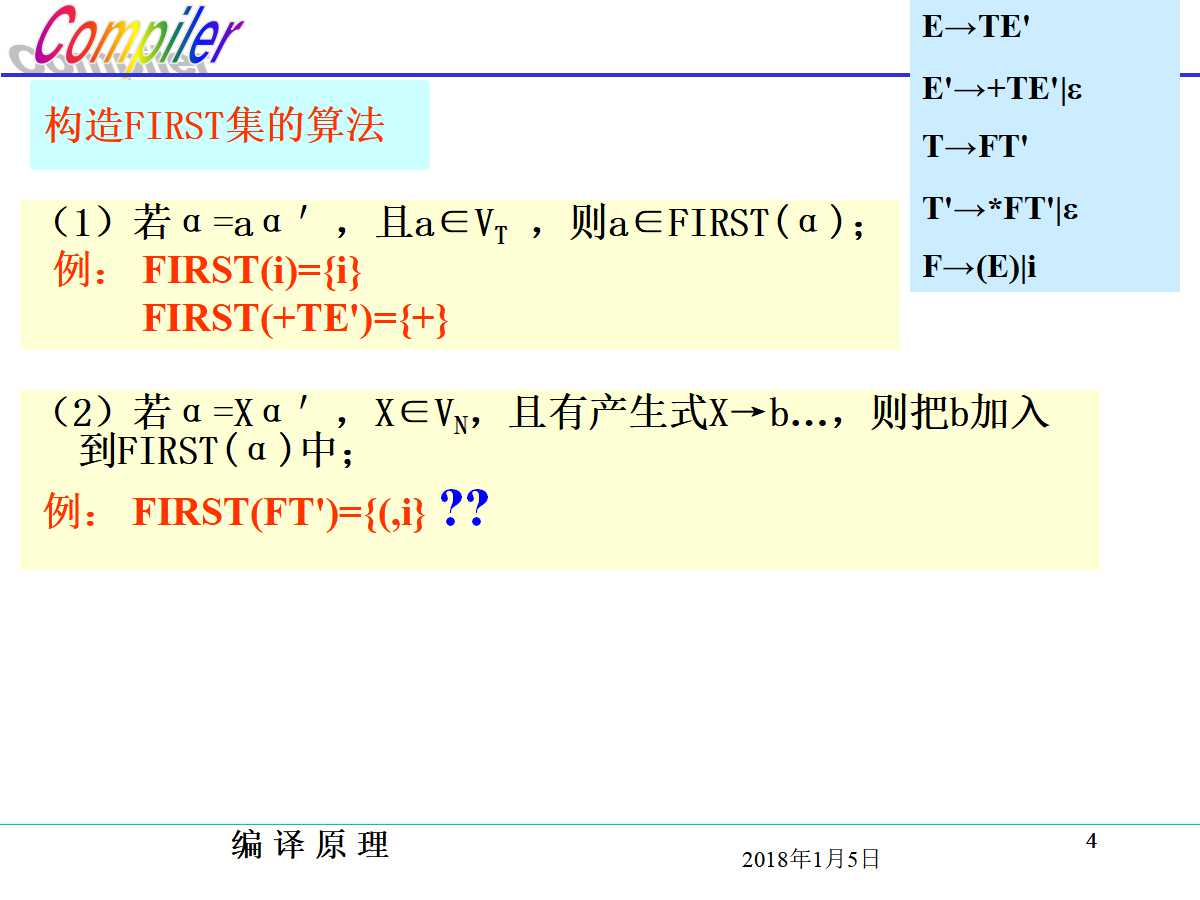 Compiler
E→TE'
E'→+TE'|ε
T→FT'
T'→*FT'|ε
F→(E)|i
构造FIRST集的算法
（1）若α=aα′，且a∈VT ，则a∈FIRST(α)；
例： FIRST(i)={i}
FIRST(+TE')={+}
（2）若α=Xα′，X∈VN，且有产生式X→b…，则把b加入
到FIRST(α)中；
例： FIRST(FT')={(,i} ??
编 译 原 理
2018年1月5日
4